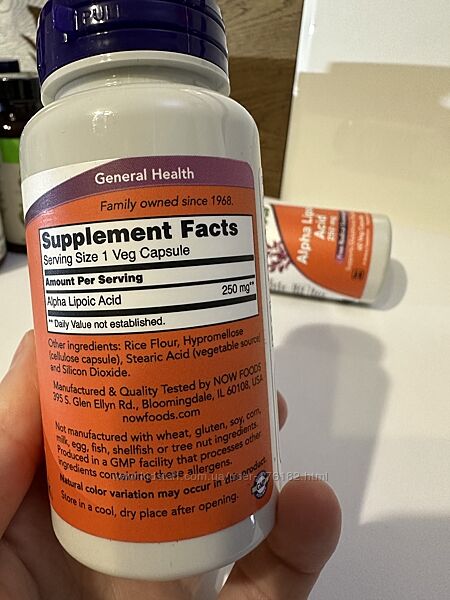 PULL
General Health
Family owned since 1968.
Supplement Facts
Serving Size 1 Veg Capsule
Amount Per Serving
Alpha Lipoic Acid 250 mg**
** Daily Value not established.
Other ingredients: Rice Flour, Hypromellose
(cellulose capsule), Stearic Acid (vegetable source)
and Silicon Dioxide.
Manufactured & Quality Tested by NOW FOODS
395 S. Glen Ellyn Rd., Bloomingdale, IL 60108, USA
nowfoods.com
Not manufactured with wheat, gluten, soy, corn,
milk, egg, fish, shellfish or tree nut ingredients.
Produced in a GMP facility that processes other
ingredients containing these allergens.
Natural color variation may occur in this product.
Store in a cool, dry place after opening.
Alpha Lipoic
Acid
250 mg